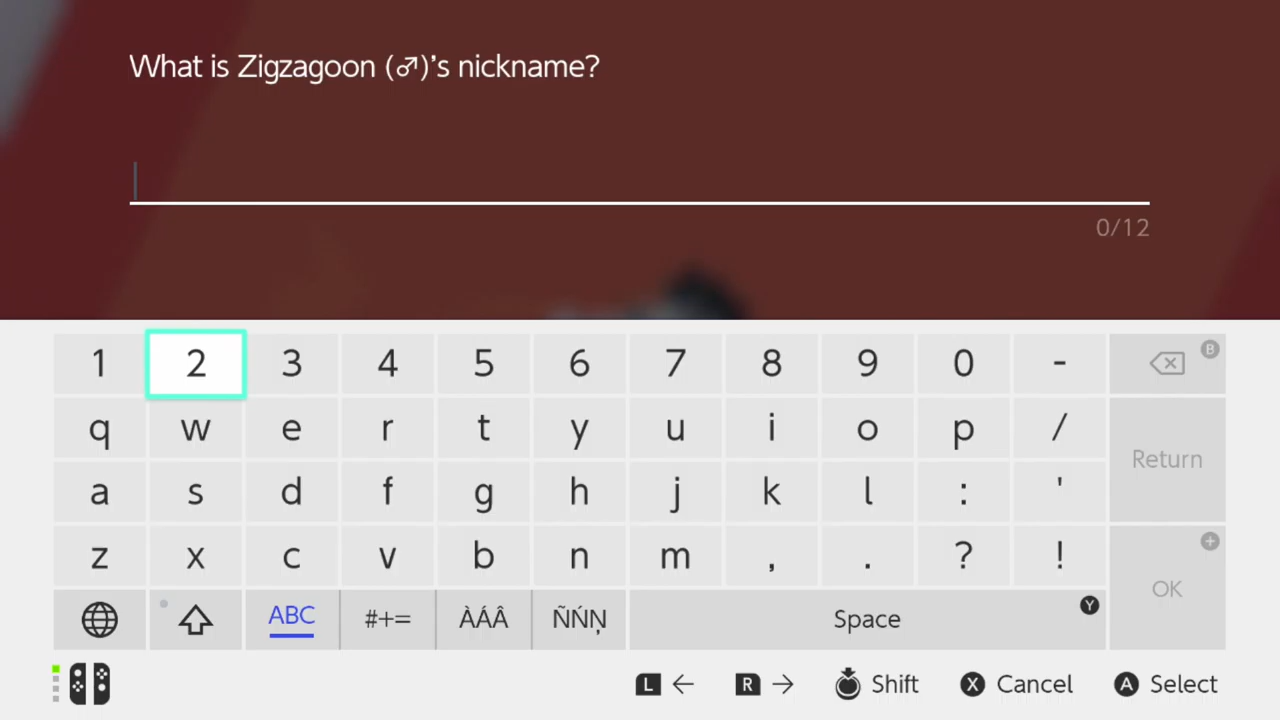 What is Zigzagoon (♂)'s nickname?
0/12
1 2 3 4 5 6 7 8 9 0 - B
q w e r t y u i o p / Return
a s d f g h j k l : '
z x c v b n m , . ? ! + OK
ABC #+= ÀÁÂ ÑŃŅ Space Y
L ← R → Shift X Cancel A Select